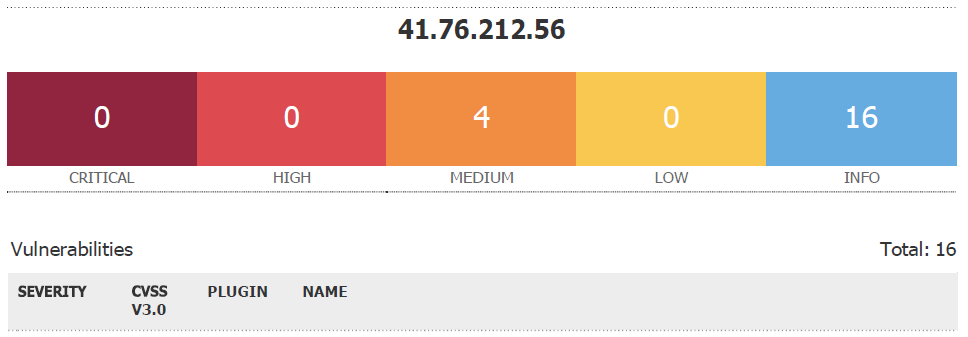 41.76.212.56
0 0 4 0 16
CRITICAL HIGH MEDIUM LOW INFO
Vulnerabilities Total: 16
SEVERITY CVSS PLUGIN NAME
V3.0